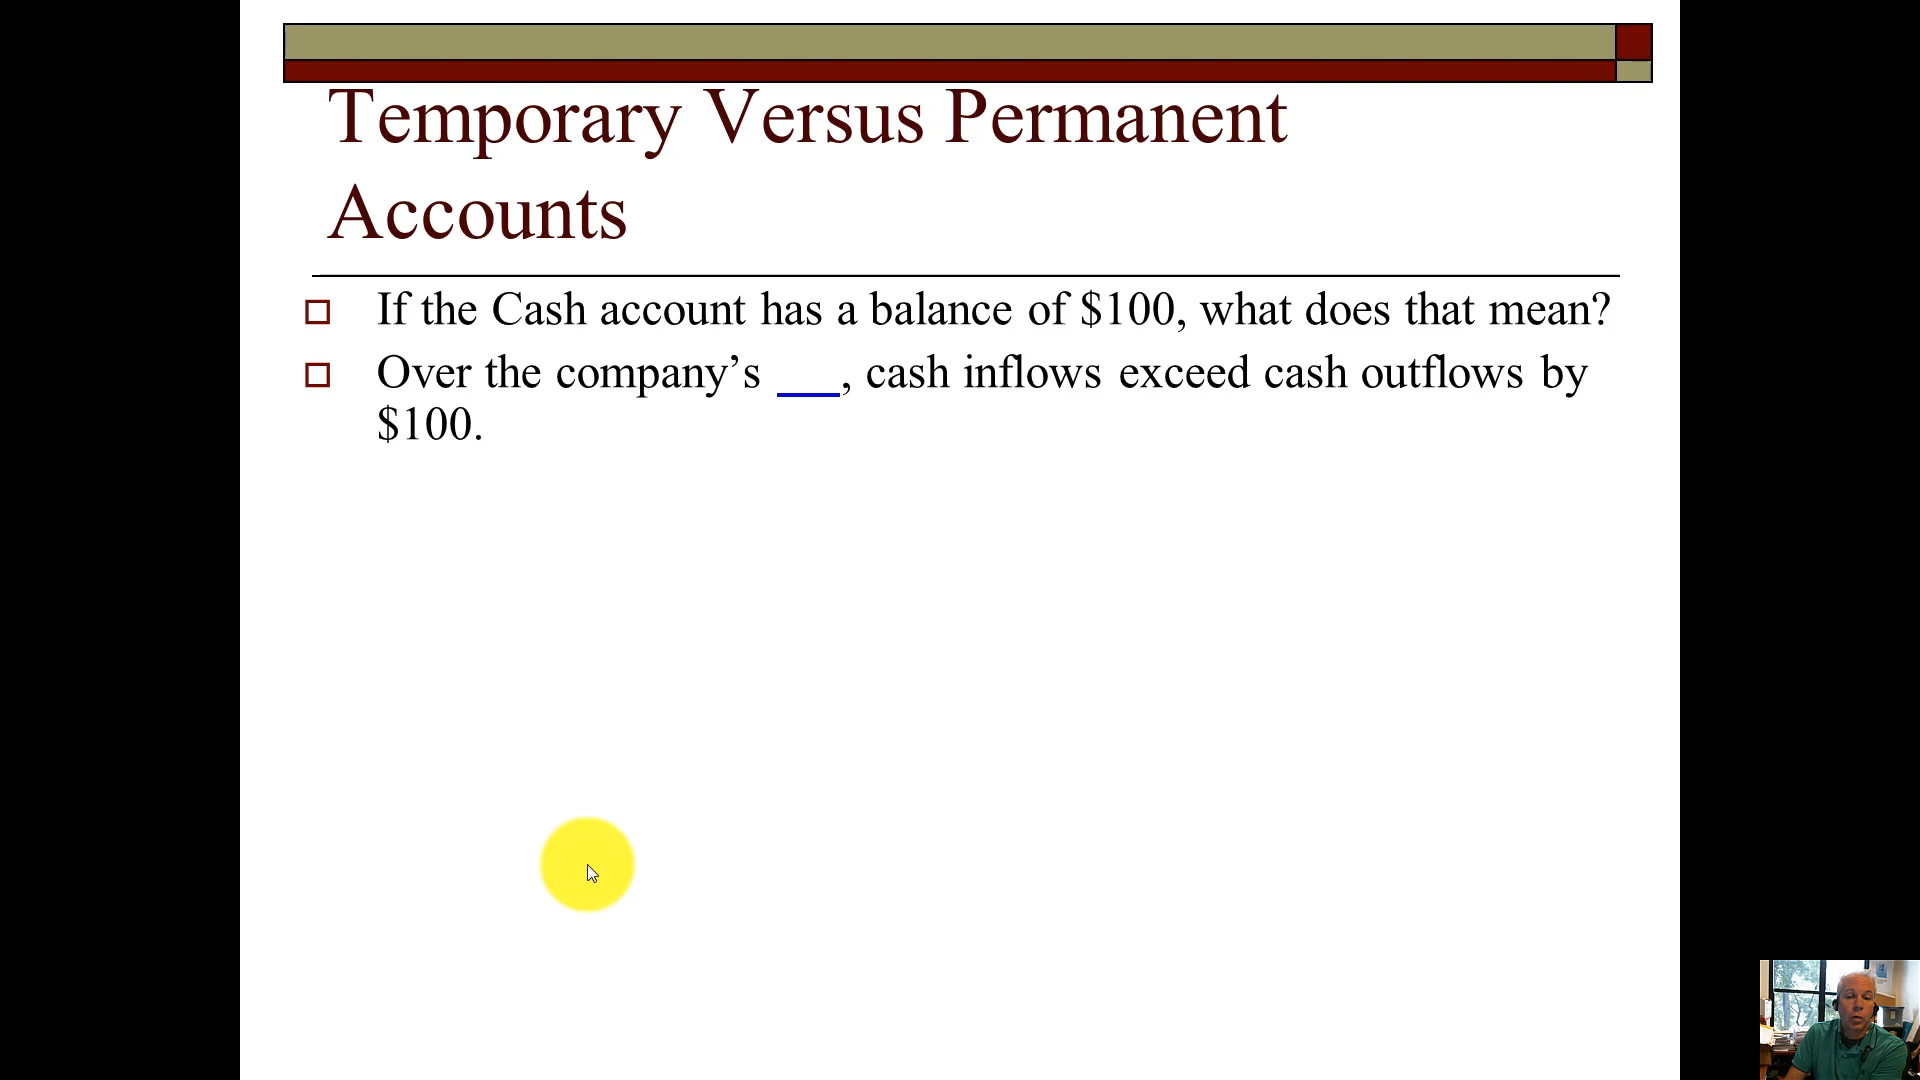 Temporary Versus Permanent
Accounts
If the Cash account has a balance of $100, what does that mean?
Over the company’s ___, cash inflows exceed cash outflows by
$100.